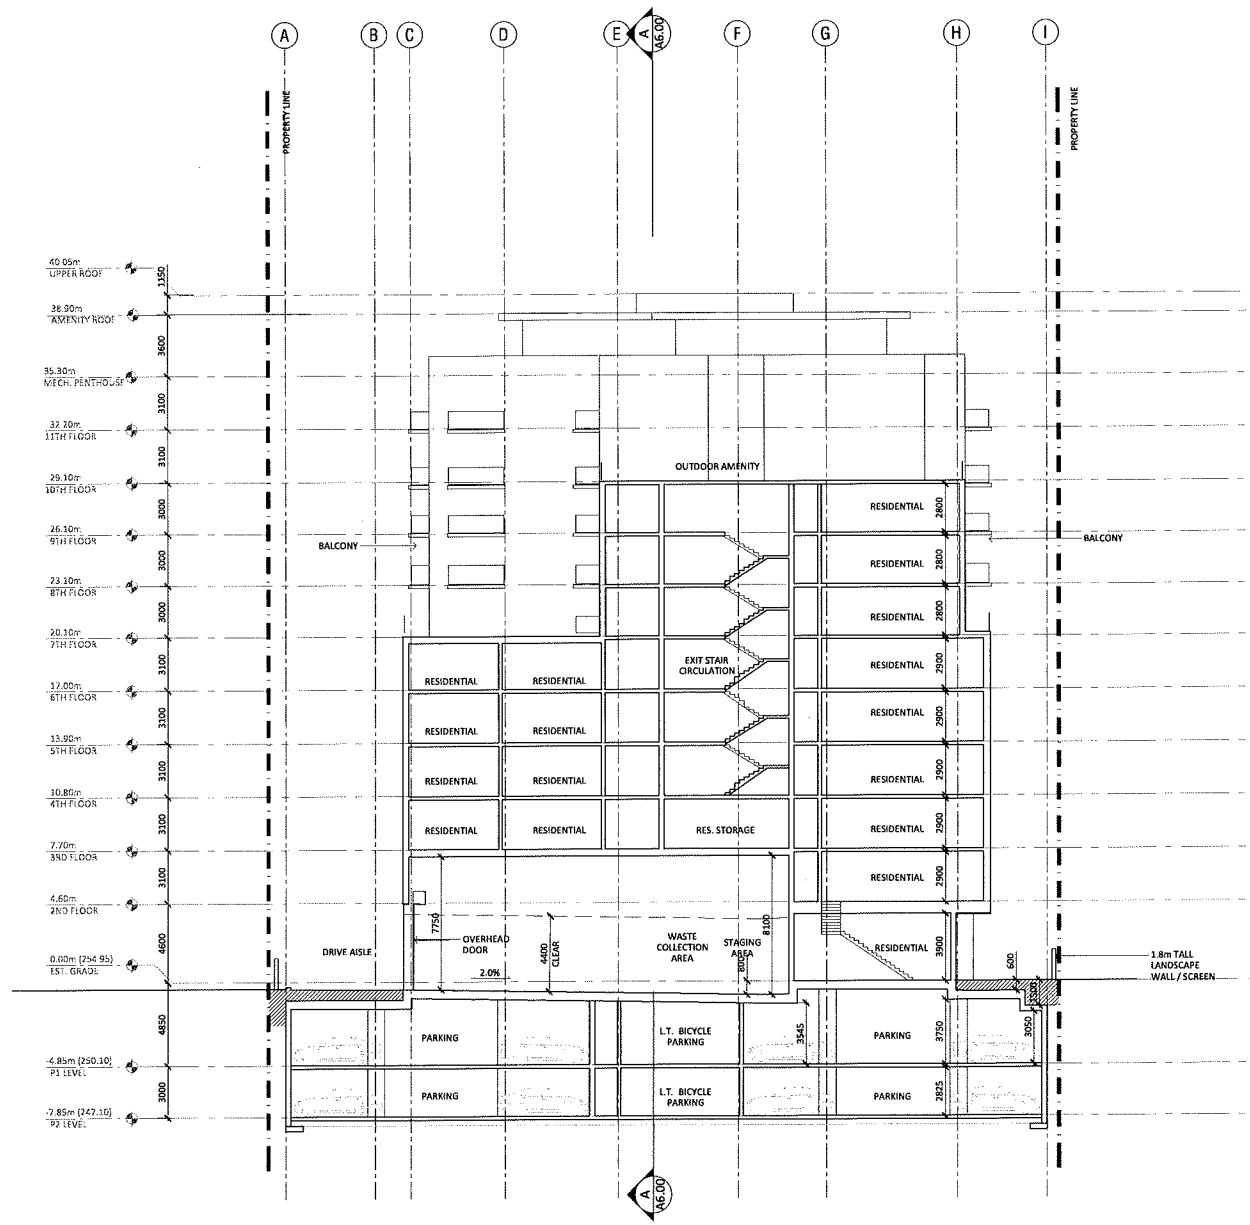 A
B
C
D
E
A
A6.00
F
G
H
I
PROPERTY LINE
PROPERTY LINE
40.05m
UPPER ROOF
1150
38.90m
AMENITY ROOF
3600
35.30m
MECH. PENTHOUSE
3100
32.20m
11TH FLOOR
3100
OUTDOOR AMENITY
29.10m
10TH FLOOR
3000
RESIDENTIAL
2800
26.10m
9TH FLOOR
BALCONY
BALCONY
3000
RESIDENTIAL
2800
23.10m
8TH FLOOR
3000
RESIDENTIAL
2800
20.10m
7TH FLOOR
3100
EXIT STAIR
CIRCULATION
RESIDENTIAL
2900
RESIDENTIAL
RESIDENTIAL
17.00m
6TH FLOOR
3100
RESIDENTIAL
2900
RESIDENTIAL
RESIDENTIAL
13.90m
5TH FLOOR
3100
RESIDENTIAL
RESIDENTIAL
RESIDENTIAL
2900
10.80m
4TH FLOOR
3100
RESIDENTIAL
RESIDENTIAL
RES. STORAGE
RESIDENTIAL
2900
7.70m
3RD FLOOR
3100
RESIDENTIAL
2900
4.60m
2ND FLOOR
4600
7750
8100
DRIVE AISLE
OVERHEAD
DOOR
4400
CLEAR
WASTE
COLLECTION
AREA
STAGING
AREA
800
RESIDENTIAL
3900
600
1.8m TALL
LANDSCAPE
WALL / SCREEN
0.00m (254.95)
EST. GRADE
2.0%
4850
PARKING
L.T. BICYCLE
PARKING
3545
PARKING
3750
3050
-4.85m (250.10)
P1 LEVEL
3000
PARKING
L.T. BICYCLE
PARKING
PARKING
2825
-7.85m (247.10)
P2 LEVEL
A
A6.00